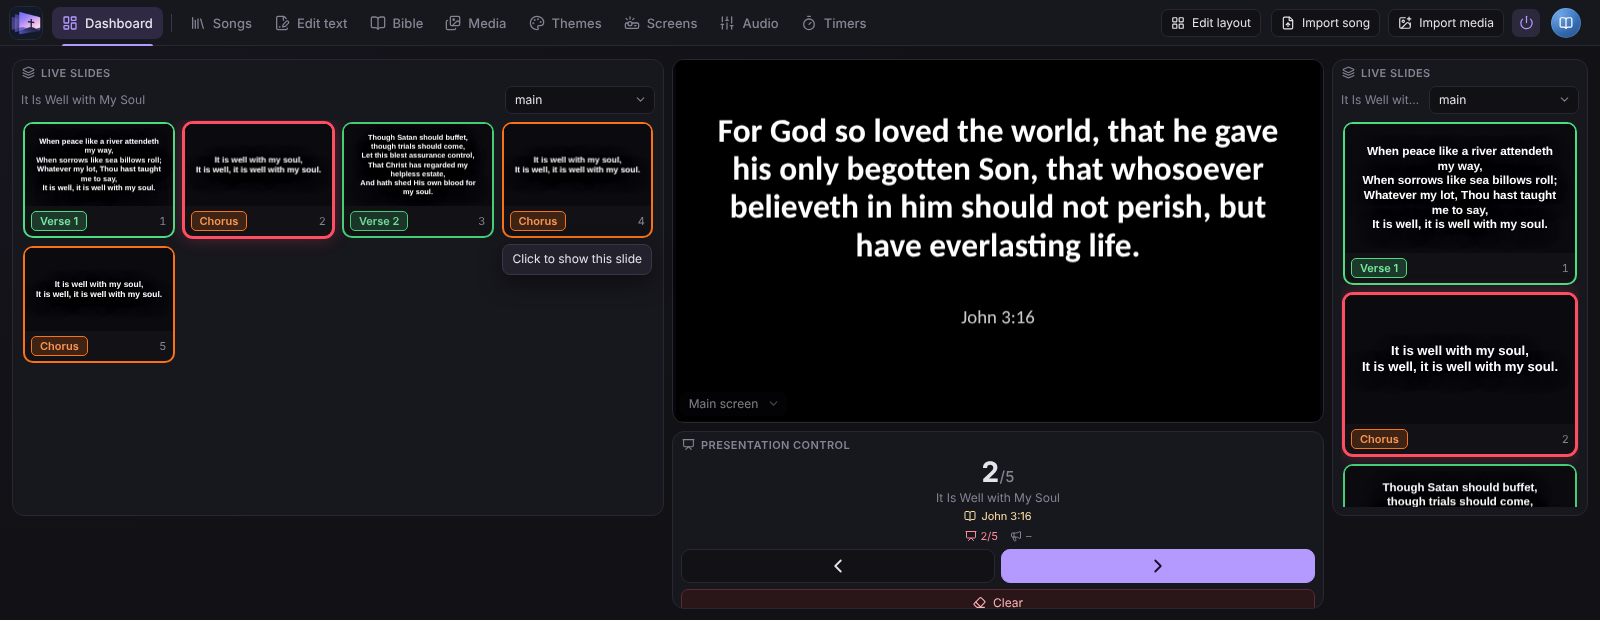 Dashboard
Songs
Edit text
Bible
Media
Themes
Screens
Audio
Timers
Edit layout
Import song
Import media
LIVE SLIDES
It Is Well with My Soul
main
When peace like a river attendeth
my way,
When sorrows like sea billows roll;
Whatever my lot, Thou hast taught
me to say,
It is well, it is well with my soul.
Verse 1
1
It is well with my soul,
It is well, it is well with my soul.
Chorus
2
Though Satan should buffet,
though trials should come,
Let this blest assurance control,
That Christ has regarded my
helpless estate,
And hath shed His own blood for
my soul.
Verse 2
3
It is well with my soul,
It is well, it is well with my soul.
Chorus
4
Click to show this slide
It is well with my soul,
It is well, it is well with my soul.
Chorus
5
For God so loved the world, that he gave
his only begotten Son, that whosoever
believeth in him should not perish, but
have everlasting life.
John 3:16
Main screen
PRESENTATION CONTROL
2/5
It Is Well with My Soul
John 3:16
2/5
–
Clear
LIVE SLIDES
It Is Well wit...
main
When peace like a river attendeth
my way,
When sorrows like sea billows roll;
Whatever my lot, Thou hast taught
me to say,
It is well, it is well with my soul.
Verse 1
1
It is well with my soul,
It is well, it is well with my soul.
Chorus
2
Though Satan should buffet,
though trials should come,